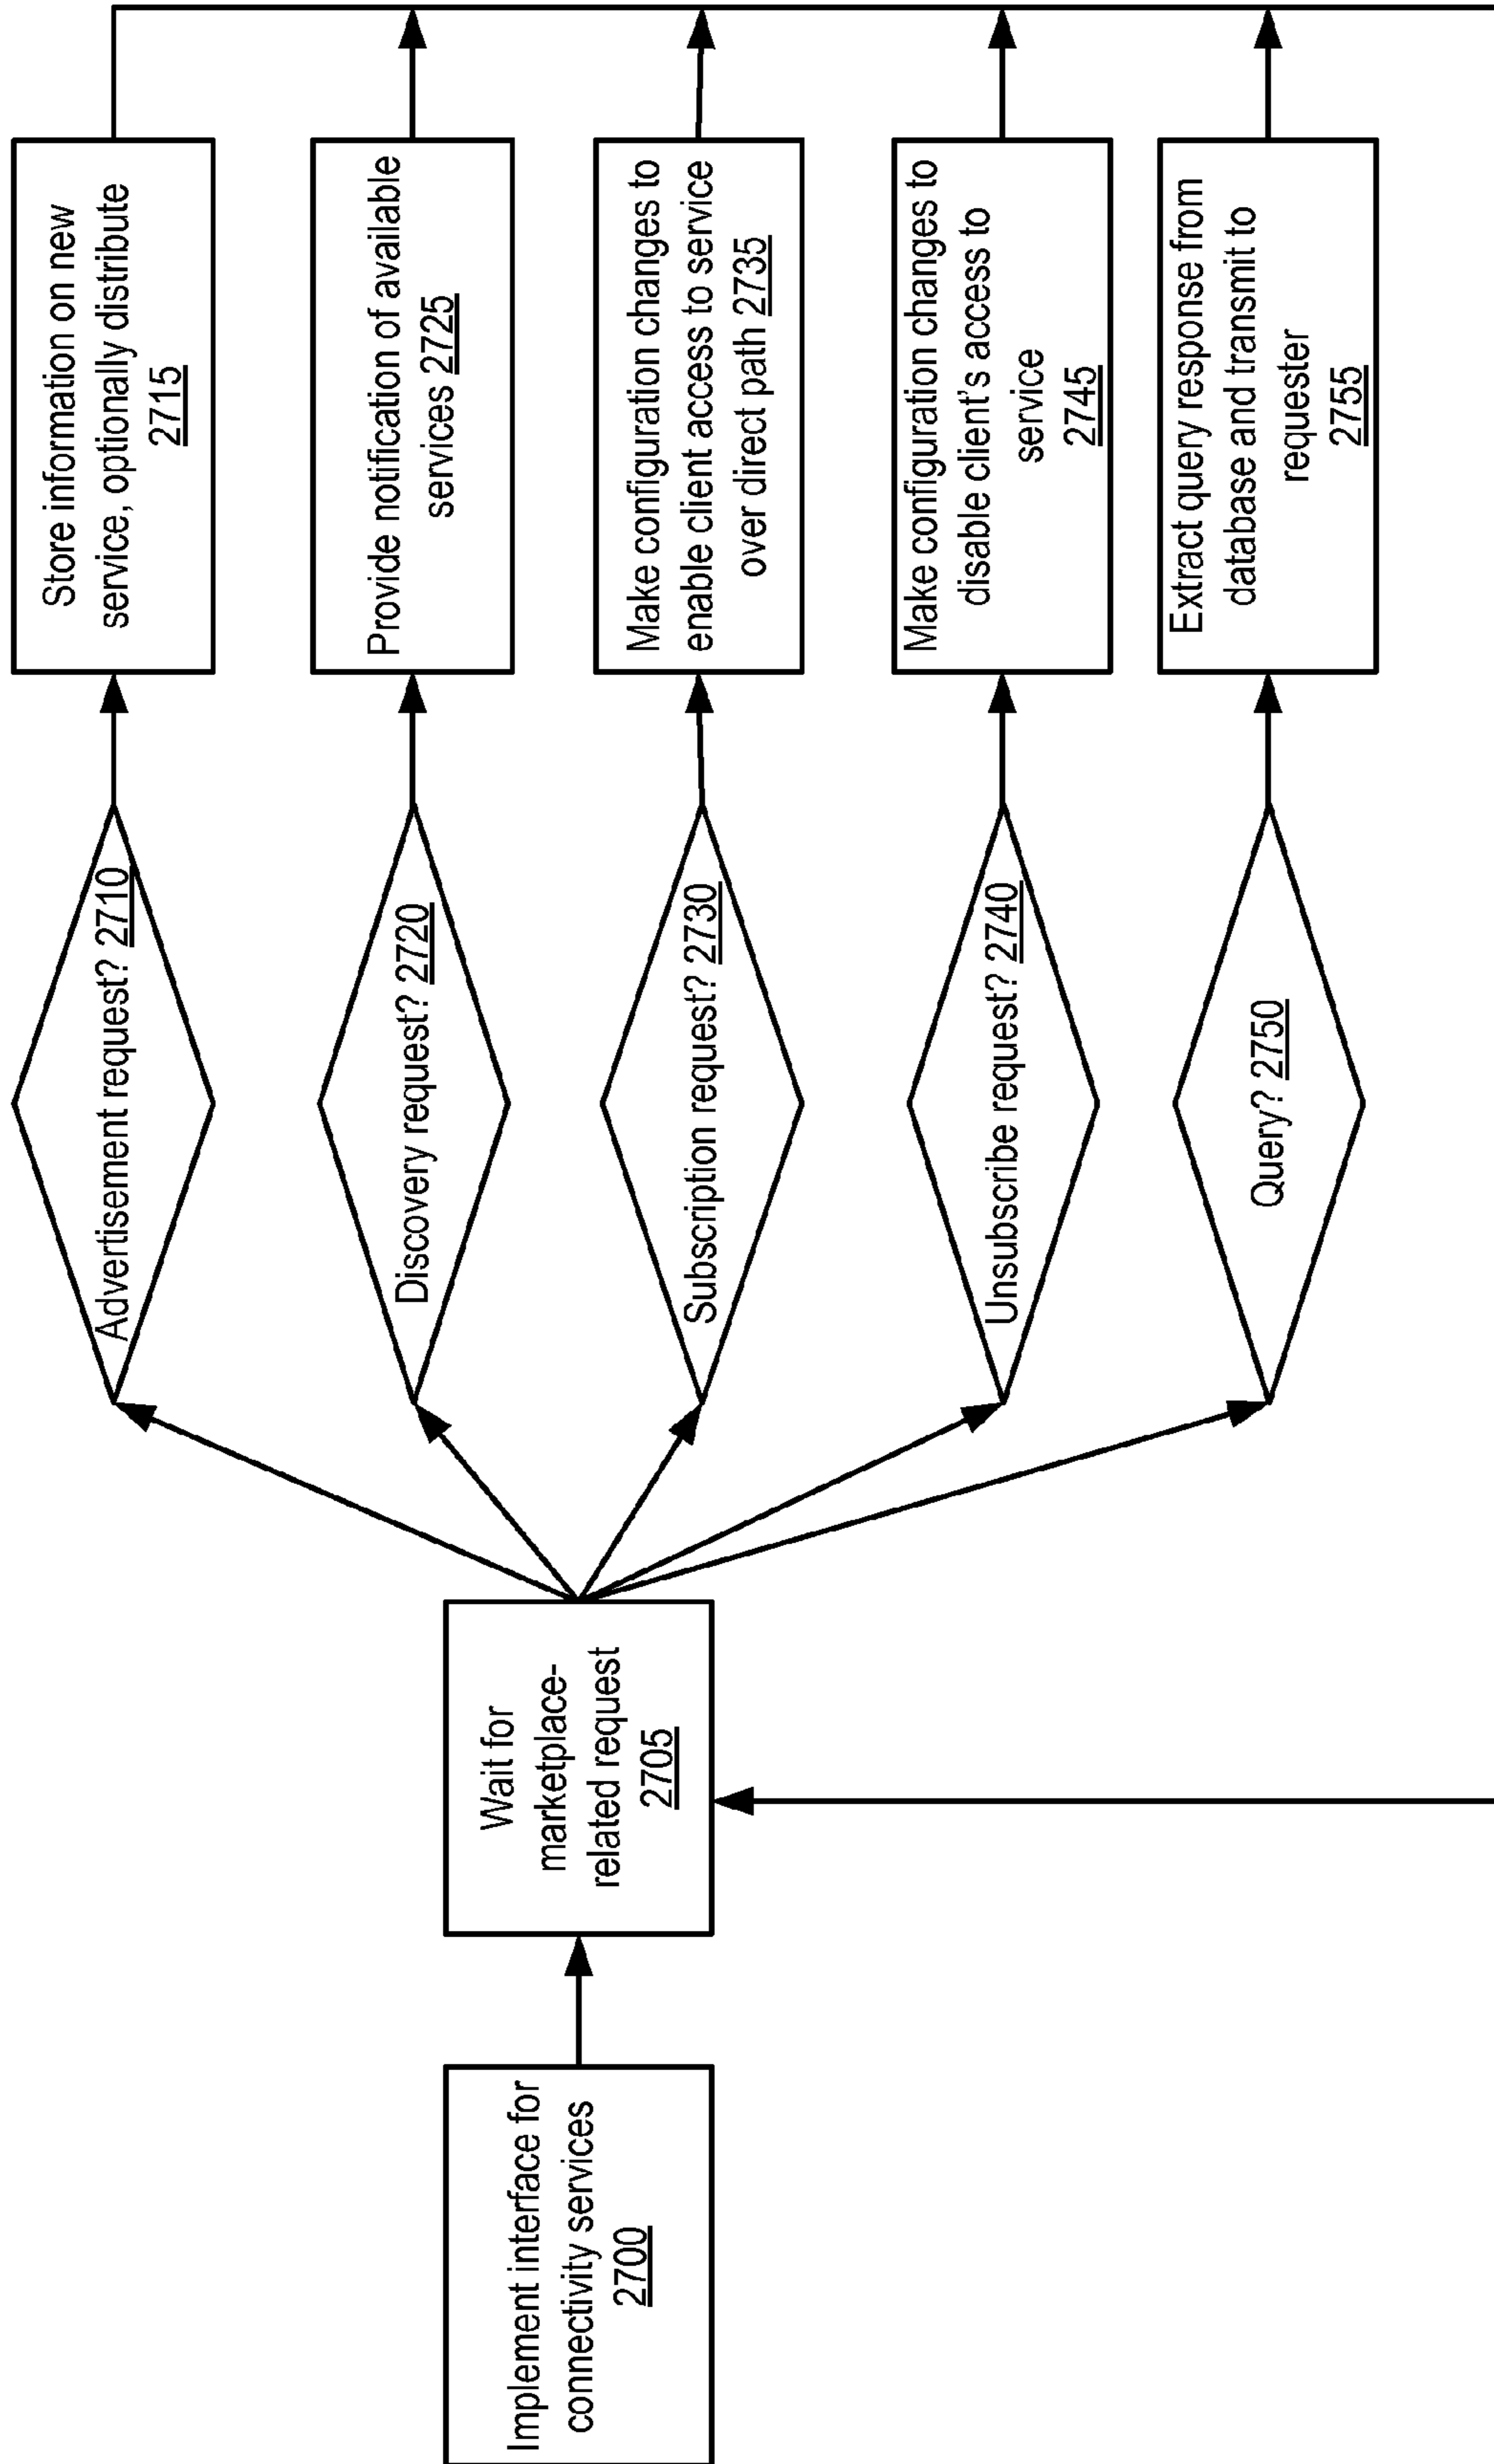 Implement interface for
connectivity services
2700
Wait for
marketplace-
related request
2705
Advertisement request? 2710
Store information on new
service, optionally distribute
2715
Discovery request? 2720
Provide notification of available
services 2725
Subscription request? 2730
Make configuration changes to
enable client access to service
over direct path 2735
Unsubscribe request? 2740
Make configuration changes to
disable client's access to
service
2745
Query? 2750
Extract query response from
database and transmit to
requester
2755